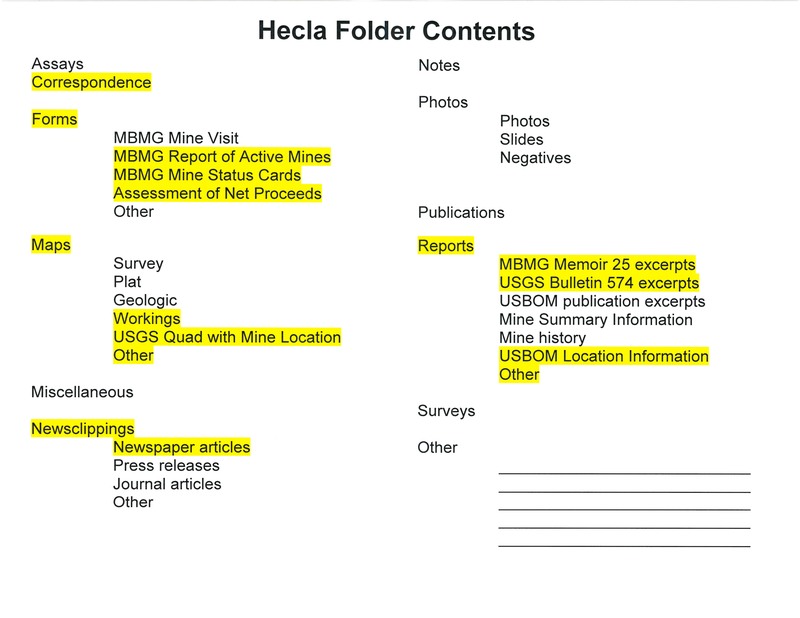 Hecla Folder Contents
Assays
Correspondence
Forms
MBMG Mine Visit
MBMG Report of Active Mines
MBMG Mine Status Cards
Assessment of Net Proceeds
Other
Maps
Survey
Plat
Geologic
Workings
USGS Quad with Mine Location
Other
Miscellaneous
Newsclippings
Newspaper articles
Press releases
Journal articles
Other
Notes
Photos
Photos
Slides
Negatives
Publications
Reports
MBMG Memoir 25 excerpts
USGS Bulletin 574 excerpts
USBOM publication excerpts
Mine Summary Information
Mine history
USBOM Location Information
Other
Surveys
Other